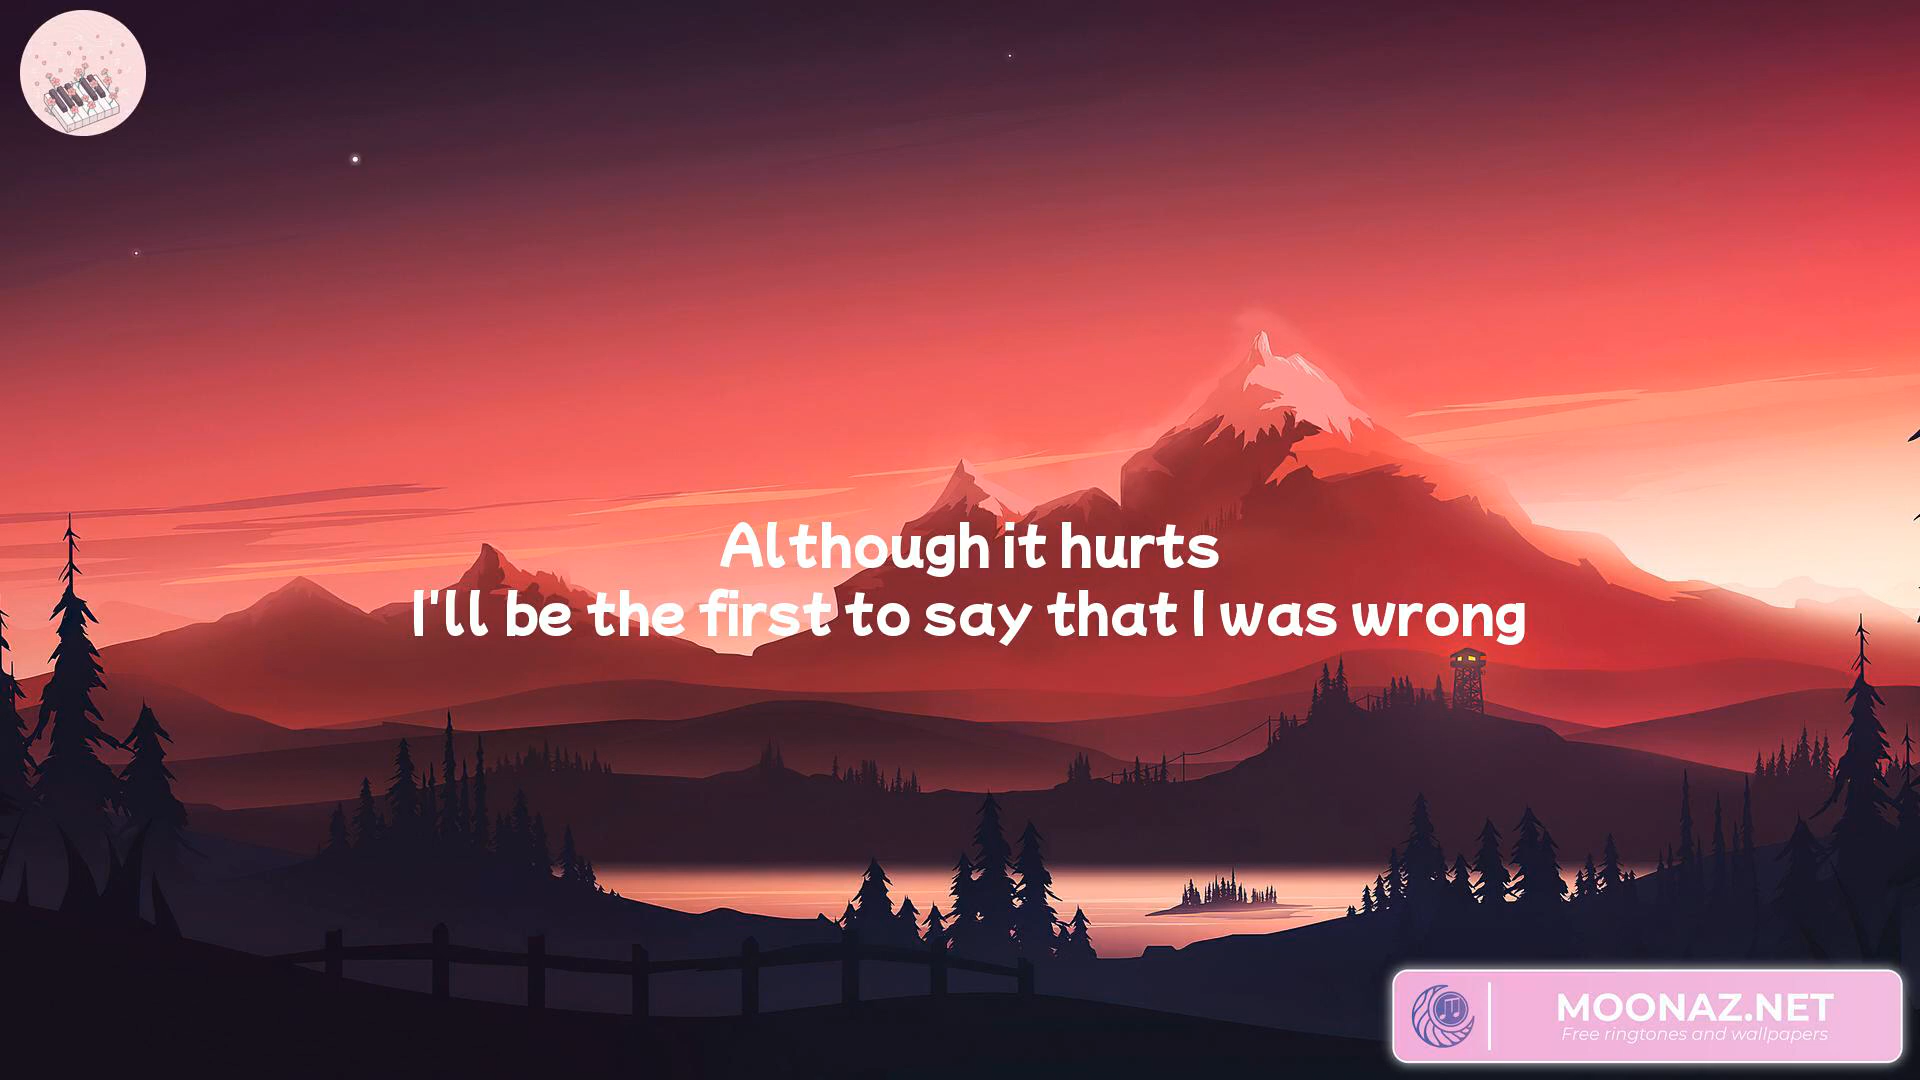 Although it hurts
I'll be the first to say that I was wrong
MOONAZ.NET
Free ringtones and wallpapers